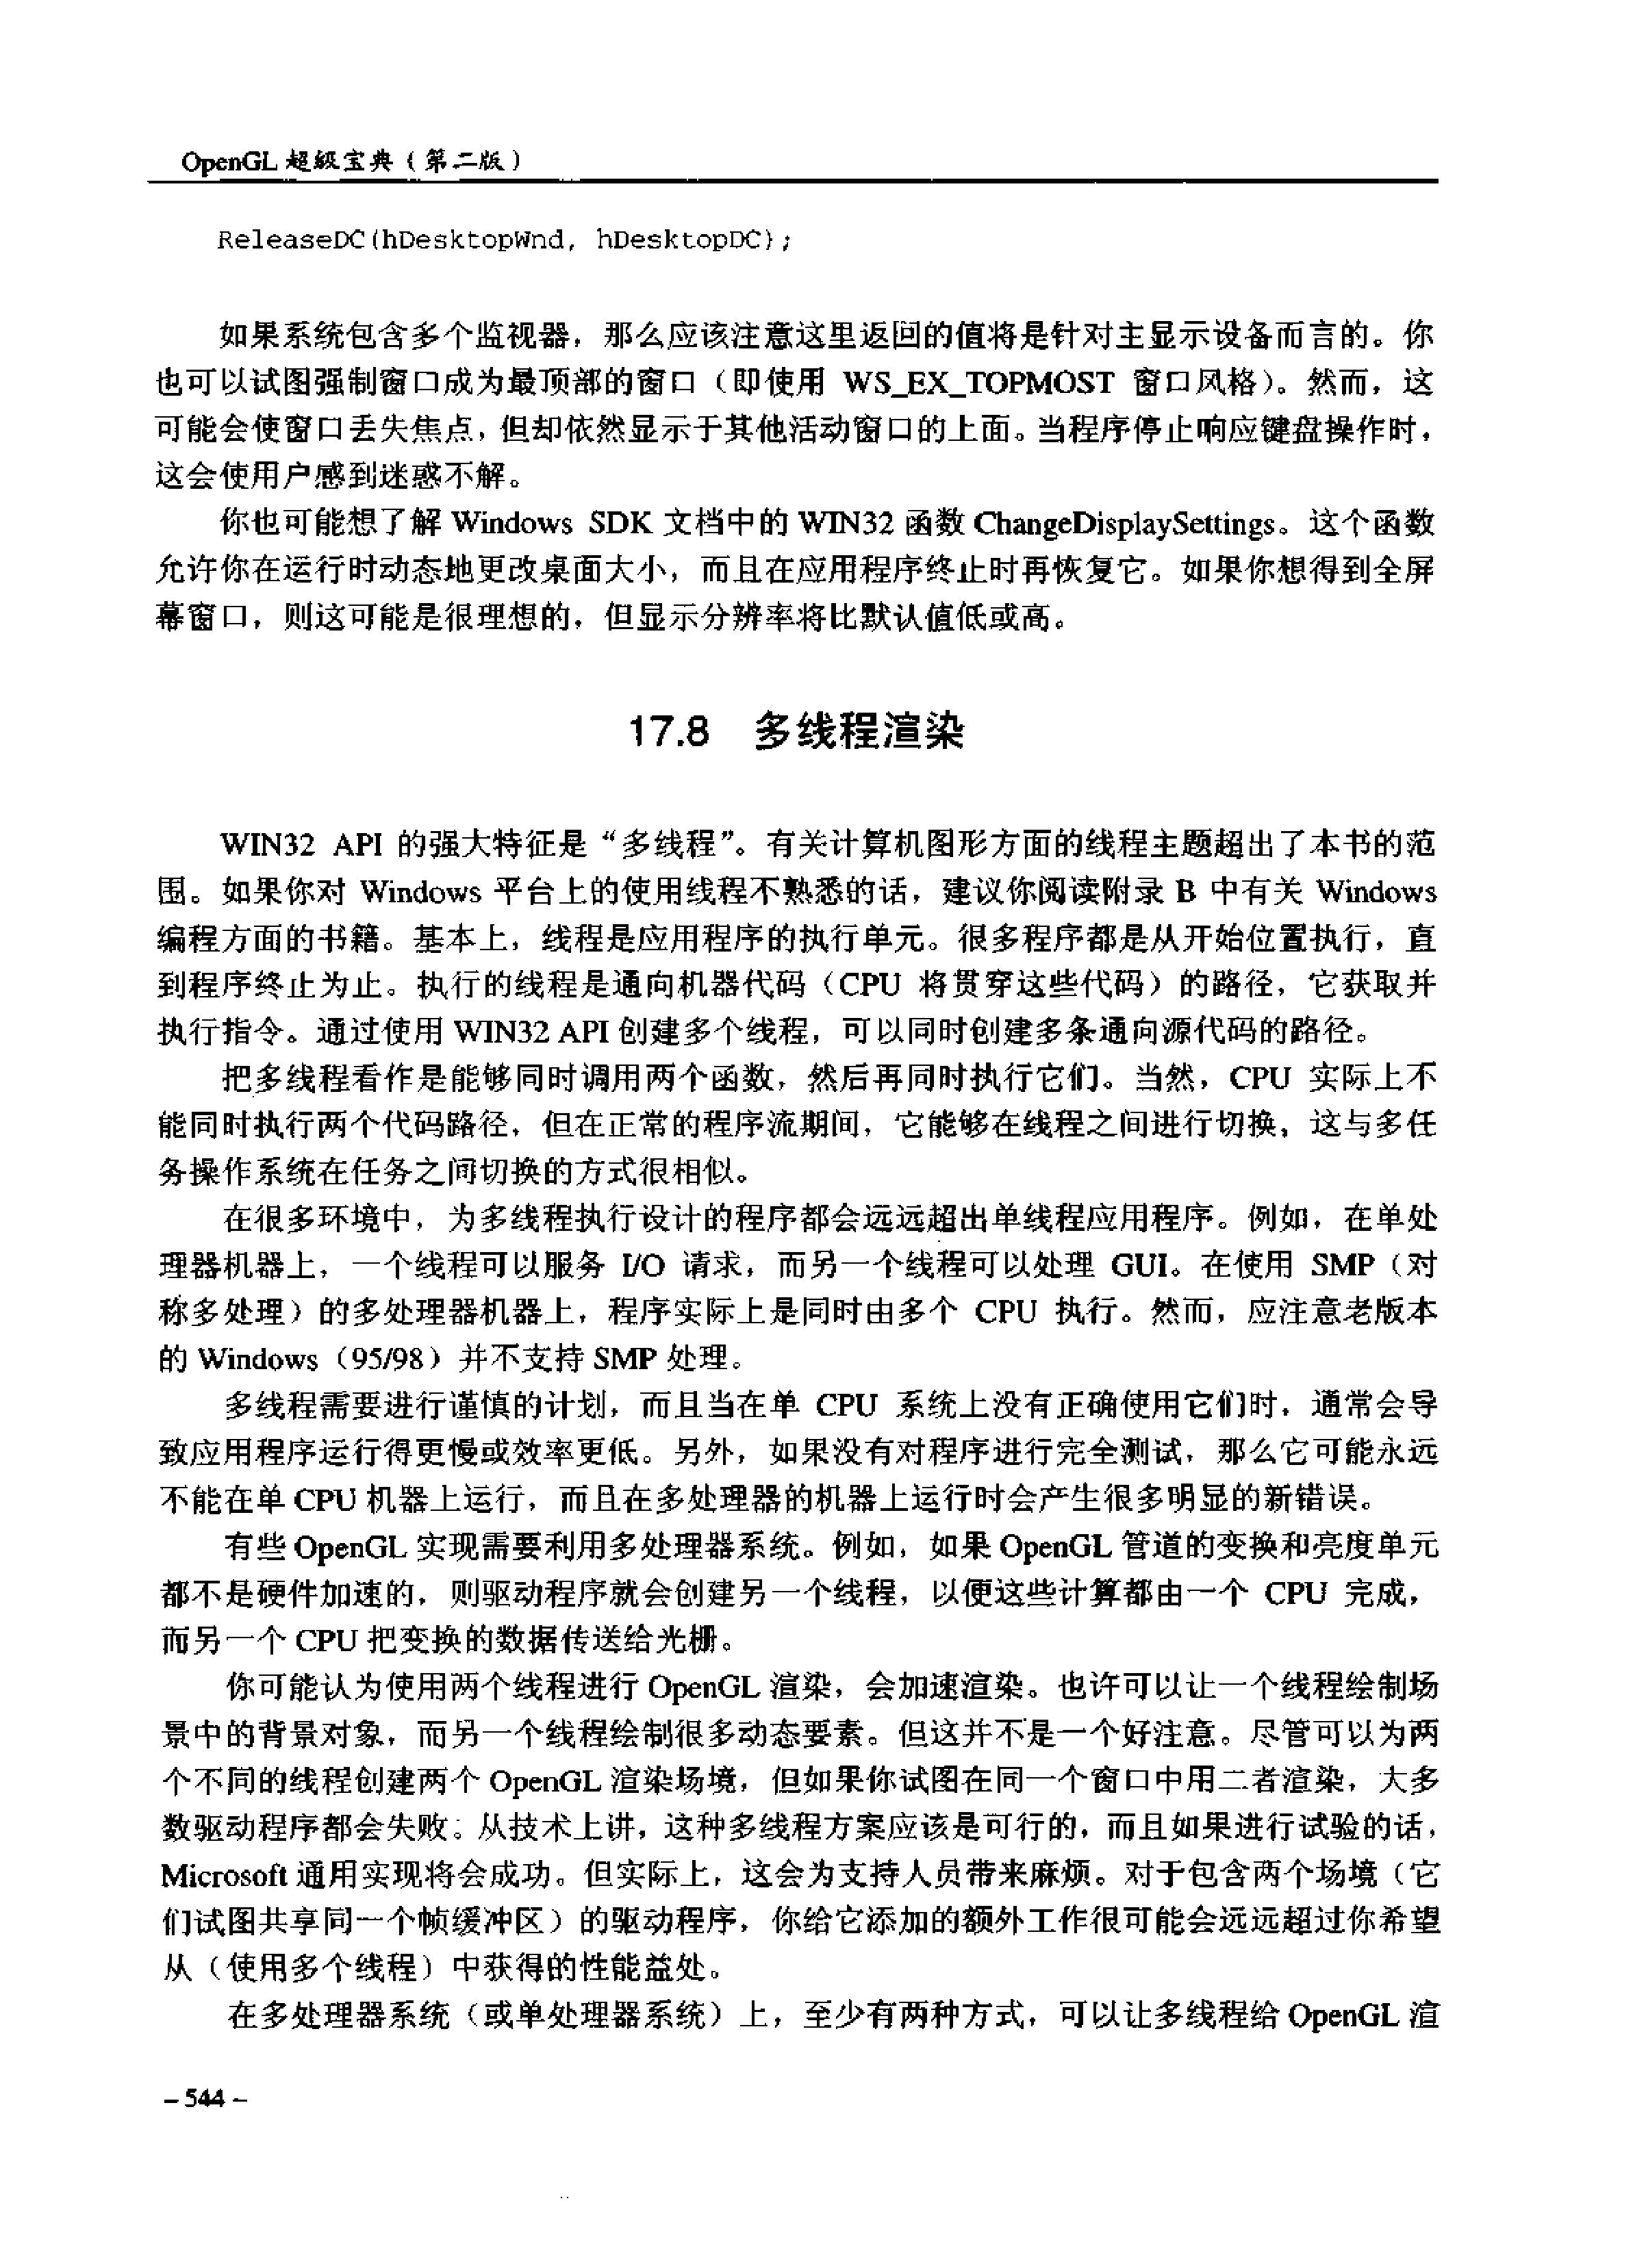 OpenGL 超级宝典（第二版）
ReleaseDC(hDesktopWnd, hDesktopDC);
如果系统包含多个监视器，那么应该注意这里返回的值将是针对主显示设备而言的。你
也可以试图强制窗口成为最顶部的窗口（即使用 WS_EX_TOPMOST 窗口风格）。然而，这
可能会使窗口丢失焦点，但却依然显示于其他活动窗口的上面。当程序停止响应键盘操作时，
这会使用户感到迷惑不解。
你也可能想了解 Windows SDK 文档中的 WIN32 函数 ChangeDisplaySettings。这个函数
允许你在运行时动态地更改桌面大小，而且在应用程序终止时再恢复它。如果你想得到全屏
幕窗口，则这可能是很理想的，但显示分辨率将比默认值低或高。
17.8 多线程渲染
WIN32 API 的强大特征是“多线程”。有关计算机图形方面的线程主题超出了本书的范
围。如果你对 Windows 平台上的使用线程不熟悉的话，建议你阅读附录 B 中有关 Windows
编程方面的书籍。基本上，线程是应用程序的执行单元。很多程序都是从开始位置执行，直
到程序终止为止。执行的线程是通向机器代码（CPU 将贯穿这些代码）的路径，它获取并
执行指令。通过使用 WIN32 API 创建多个线程，可以同时创建多条通向源代码的路径。
把多线程看作是能够同时调用两个函数，然后再同时执行它们。当然，CPU 实际上不
能同时执行两个代码路径，但在正常的程序流期间，它能够在线程之间进行切换，这与多任
务操作系统在任务之间切换的方式很相似。
在很多环境中，为多线程执行设计的程序都会远远超出单线程应用程序。例如，在单处
理器机器上，一个线程可以服务 I/O 请求，而另一个线程可以处理 GUI。在使用 SMP（对
称多处理）的多处理器机器上，程序实际上是同时由多个 CPU 执行。然而，应注意老版本
的 Windows（95/98）并不支持 SMP 处理。
多线程需要进行谨慎的计划，而且当在单 CPU 系统上没有正确使用它们时，通常会导
致应用程序运行得更慢或效率更低。另外，如果没有对程序进行完全测试，那么它可能永远
不能在单 CPU 机器上运行，而且在多处理器的机器上运行时会产生很多明显的新错误。
有些 OpenGL 实现需要利用多处理器系统。例如，如果 OpenGL 管道的变换和亮度单元
都不是硬件加速的，则驱动程序就会创建另一个线程，以便这些计算都由一个 CPU 完成，
而另一个 CPU 把变换的数据传送给光栅。
你可能认为使用两个线程进行 OpenGL 渲染，会加速渲染。也许可以让一个线程绘制场
景中的背景对象，而另一个线程绘制很多动态要素。但这并不是一个好注意。尽管可以为两
个不同的线程创建两个 OpenGL 渲染场境，但如果你试图在同一个窗口中用二者渲染，大多
数驱动程序都会失败。从技术上讲，这种多线程方案应该是可行的，而且如果进行试验的话，
Microsoft 通用实现将会成功。但实际上，这会为支持人员带来麻烦。对于包含两个场境（它
们试图共享同一个帧缓冲区）的驱动程序，你给它添加的额外工作很可能会远远超过你希望
从（使用多个线程）中获得的性能益处。
在多处理器系统（或单处理器系统）上，至少有两种方式，可以让多线程给 OpenGL 渲
– 544 –